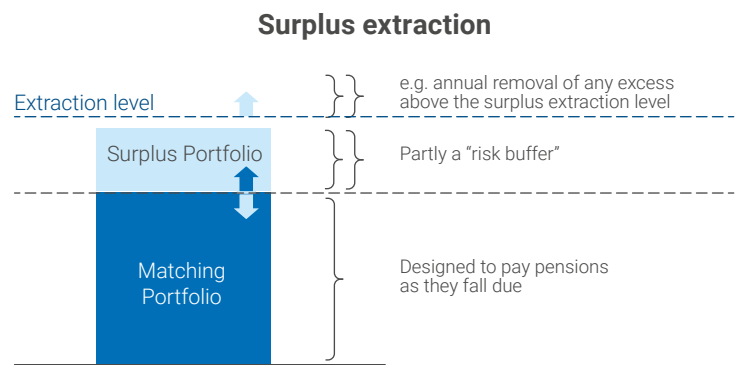 Surplus extraction
Extraction level
e.g. annual removal of any excess
above the surplus extraction level
Surplus Portfolio
Partly a “risk buffer”
Matching
Portfolio
Designed to pay pensions
as they fall due